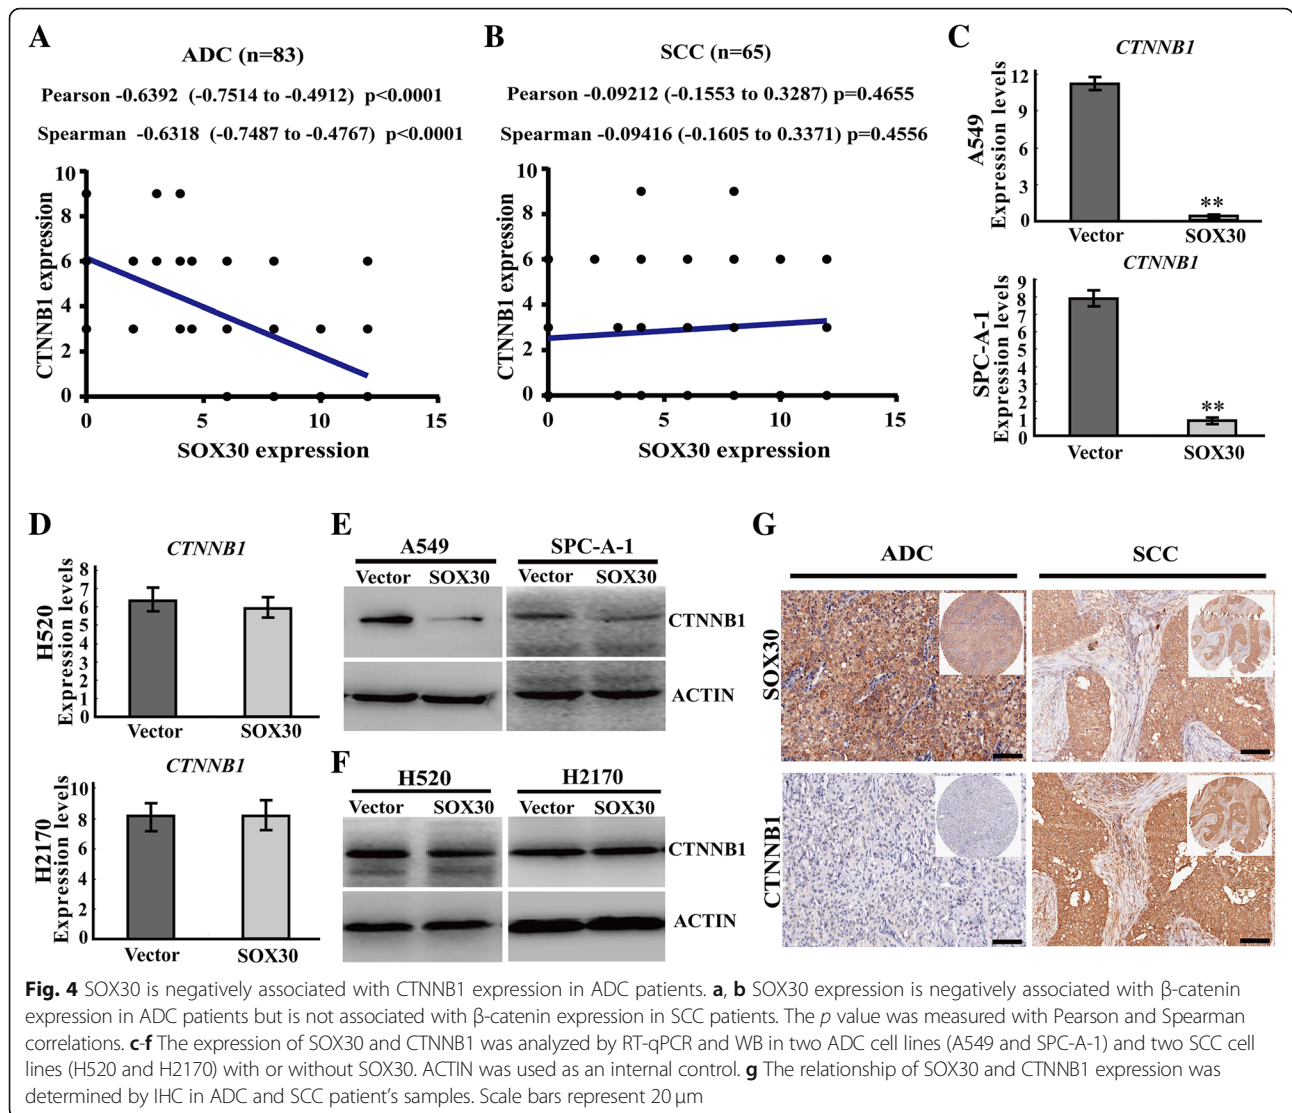 A
ADC (n=83)
Pearson -0.6392 (-0.7514 to -0.4912) p<0.0001
Spearman -0.6318 (-0.7487 to -0.4767) p<0.0001
CTNNB1 expression
10
8
6
4
2
0
0 5 10 15
SOX30 expression
B
SCC (n=65)
Pearson -0.09212 (-0.1553 to 0.3287) p=0.4655
Spearman -0.09416 (-0.1605 to 0.3371) p=0.4556
CTNNB1 expression
10
8
6
4
2
0
0 5 10 15
SOX30 expression
C
CTNNB1
A549
Expression levels
12
9
6
3
0
**
Vector SOX30
CTNNB1
SPC-A-1
Expression levels
9
8
7
6
5
4
3
2
1
0
**
Vector SOX30
D
CTNNB1
H520
Expression levels
8
7
6
5
4
3
2
1
0
Vector SOX30
CTNNB1
H2170
Expression levels
10
8
6
4
2
0
Vector SOX30
E
A549 SPC-A-1
Vector SOX30 Vector SOX30
CTNNB1
ACTIN
F
H520 H2170
Vector SOX30 Vector SOX30
CTNNB1
ACTIN
G
ADC SCC
SOX30
CTNNB1
Fig. 4 SOX30 is negatively associated with CTNNB1 expression in ADC patients. a, b SOX30 expression is negatively associated with β-catenin
expression in ADC patients but is not associated with β-catenin expression in SCC patients. The p value was measured with Pearson and Spearman
correlations. c-f The expression of SOX30 and CTNNB1 was analyzed by RT-qPCR and WB in two ADC cell lines (A549 and SPC-A-1) and two SCC cell
lines (H520 and H2170) with or without SOX30. ACTIN was used as an internal control. g The relationship of SOX30 and CTNNB1 expression was
determined by IHC in ADC and SCC patient's samples. Scale bars represent 20 μm